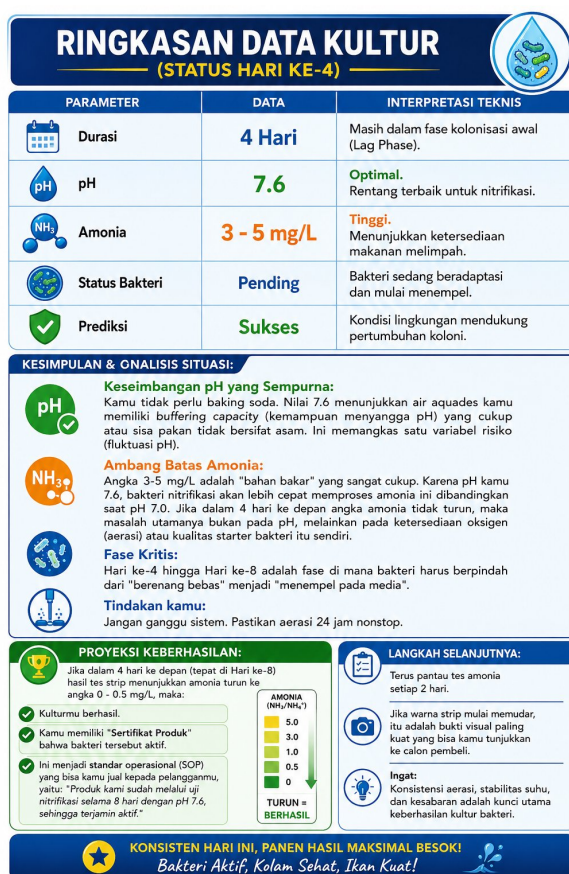 RINGKASAN DATA KULTUR
(STATUS HARI KE-4)
PARAMETER DATA INTERPRETASI TEKNIS
Durasi
4 Hari
Masih dalam fase kolonisasi awal
(Lag Phase).
pH
pH
7.6
Optimal.
Rentang terbaik untuk nitrifikasi.
NH₃
Amonia
3 - 5 mg/L
Tinggi.
Menunjukkan ketersediaan
makanan melimpah.
Status Bakteri
Pending
Bakteri sedang beradaptasi
dan mulai menempel.
Prediksi
Sukses
Kondisi lingkungan mendukung
pertumbuhan koloni.
KESIMPULAN & ONALISIS SITUASI:
pH
Keseimbangan pH yang Sempurna:
Kamu tidak perlu baking soda. Nilai 7.6 menunjukkan air aquades kamu
memiliki buffering capacity (kemampuan menyangga pH) yang cukup
atau sisa pakan tidak bersifat asam. Ini memangkas satu variabel risiko
(fluktuasi pH).
NH₃
Ambang Batas Amonia:
Angka 3-5 mg/L adalah "bahan bakar" yang sangat cukup. Karena pH kamu
7.6, bakteri nitrifikasi akan lebih cepat memproses amonia ini dibandingkan
saat pH 7.0. Jika dalam 4 hari ke depan angka amonia tidak turun, maka
masalah utamanya bukan pada pH, melainkan pada ketersediaan oksigen
(aerasi) atau kualitas starter bakteri itu sendiri.
Fase Kritis:
Hari ke-4 hingga Hari ke-8 adalah fase di mana bakteri harus berpindah
dari "berenang bebas" menjadi "menempel pada media".
Tindakan kamu:
Jangan ganggu sistem. Pastikan aerasi 24 jam nonstop.
PROYEKSI KEBERHASILAN:
Jika dalam 4 hari ke depan (tepat di Hari ke-8)
hasil tes strip menunjukkan amonia turun ke
angka 0 - 0.5 mg/L, maka:
Kulturmu berhasil.
Kamu memiliki "Sertifikat Produk"
bahwa bakteri tersebut aktif.
Ini menjadi standar operasional (SOP)
yang bisa kamu jual kepada pelangganmu,
yaitu: "Produk kami sudah melalui uji
nitrifikasi selama 8 hari dengan pH 7.6,
sehingga terjamin aktif."
AMONIA
(NH₃/NH₄⁺)
5.0
3.0
1.0
0.5
0
TURUN =
BERHASIL
LANGKAH SELANJUTNYA:
Terus pantau tes amonia
setiap 2 hari.
Jika warna strip mulai memudar,
itu adalah bukti visual paling
kuat yang bisa kamu tunjukkan
ke calon pembeli.
Ingat:
Konsistensi aerasi, stabilitas suhu,
dan kesabaran adalah kunci utama
keberhasilan kultur bakteri.
KONSISTEN HARI INI, PANEN HASIL MAKSIMAL BESOK!
Bakteri Aktif, Kolam Sehat, Ikan Kuat!